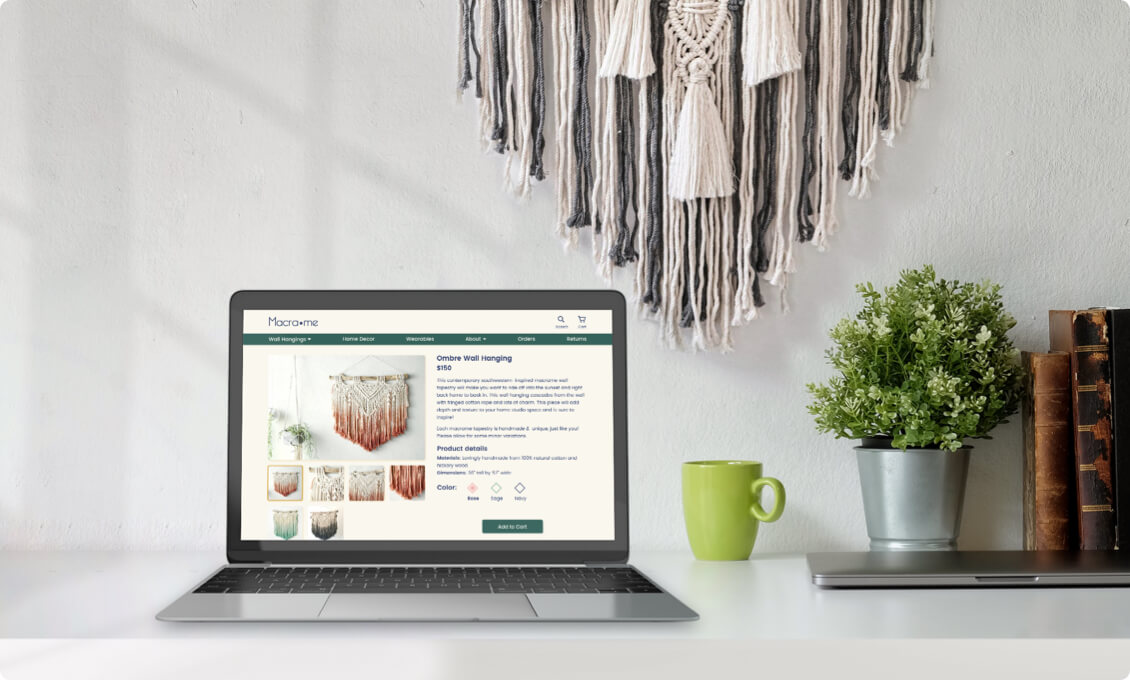 Macra•me
Search
Cart
Wall Hangings
Home Decor
Wearables
About
Orders
Returns
Ombre Wall Hanging
$150
This contemporary southwestern- inspired macrame wall
tapestry will make you want to ride off into the sunset and right
back home to bask in. This wall hanging cascades from the wall
with fringed cotton rope and lots of charm. This piece will add
depth and texture to your home studio space and is sure to
inspire!
Each macrame tapestry is handmade & unique, just like you!
Please allow for some minor variations.
Product details
Materials: Lovingly handmade from 100% natural cotton and
hickory wood
Dimensions: tall by wide
Color:
Rose
Sage
Navy
Add to Cart